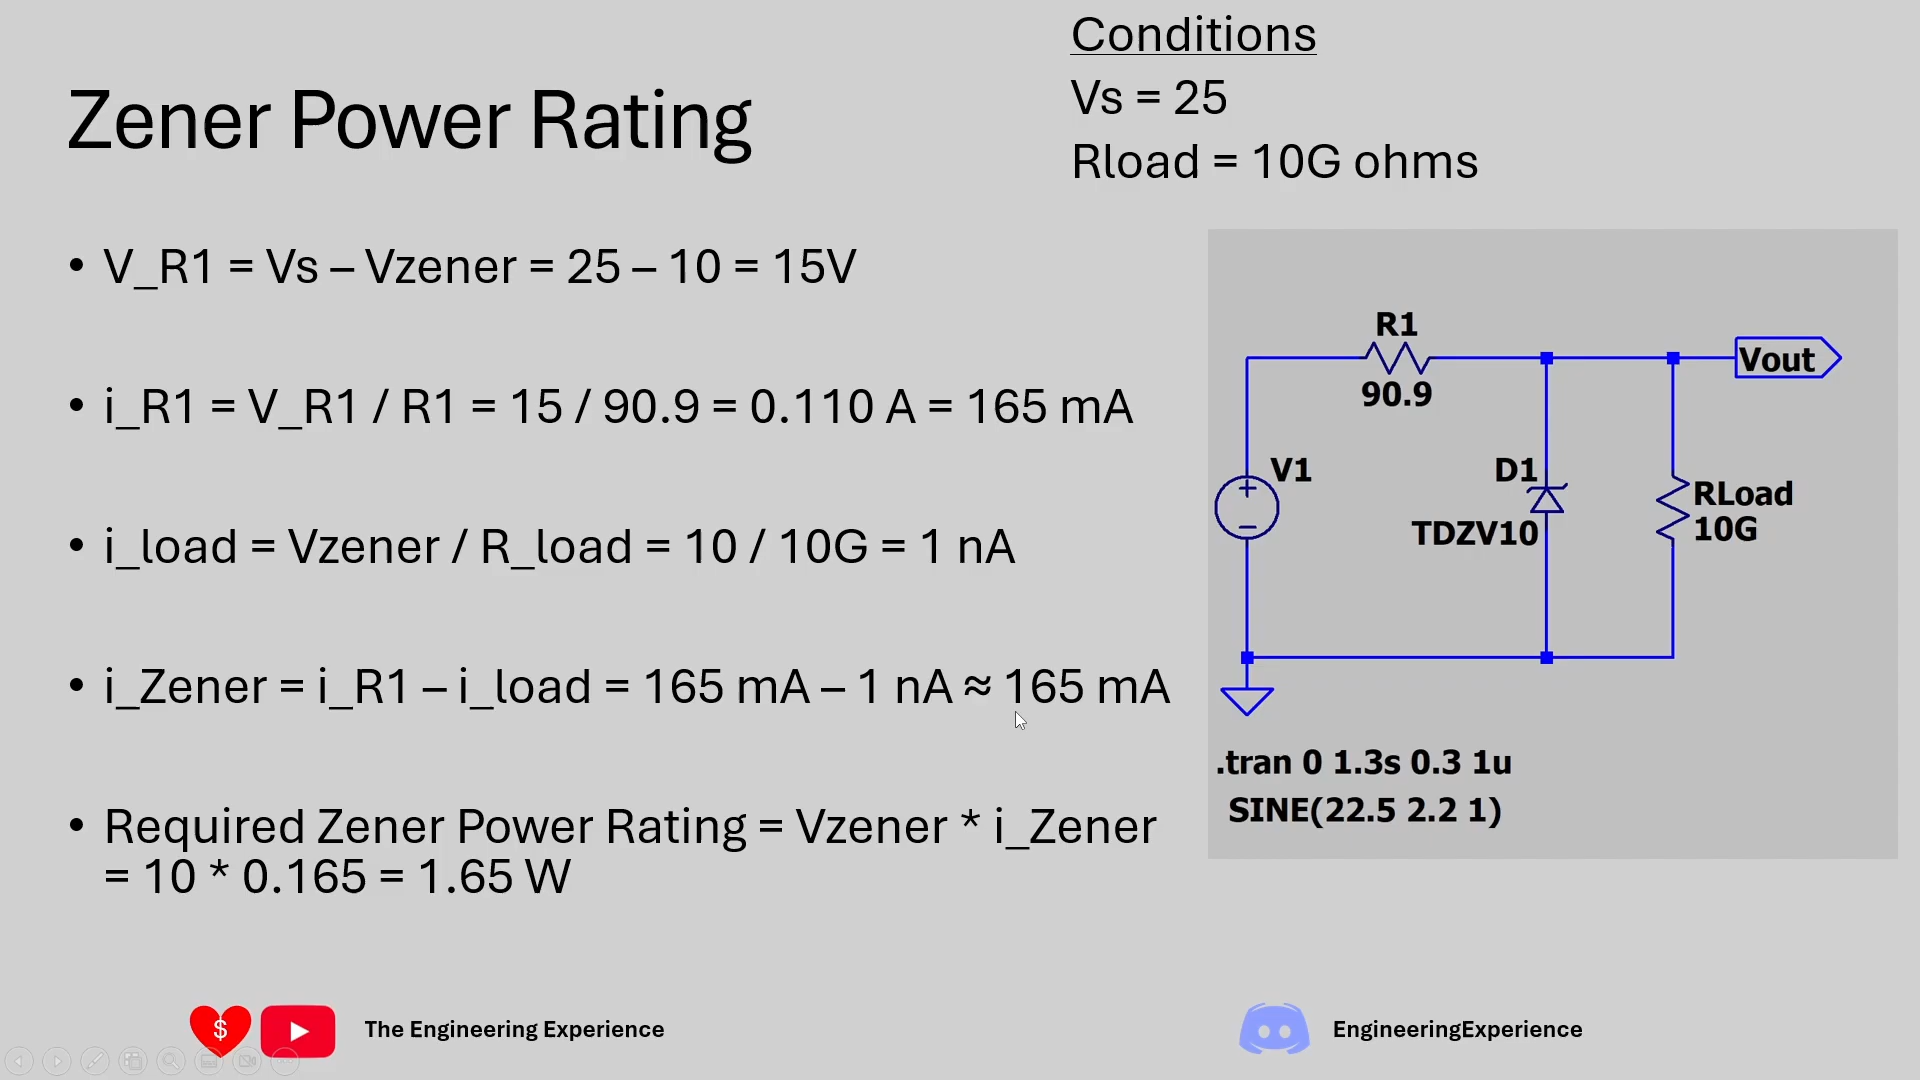 Conditions
Vs = 25
Rload = 10G ohms
Zener Power Rating
• V_R1 = Vs – Vzener = 25 – 10 = 15V
• i_R1 = V_R1 / R1 = 15 / 90.9 = 0.110 A = 165 mA
• i_load = Vzener / R_load = 10 / 10G = 1 nA
• i_Zener = i_R1 – i_load = 165 mA – 1 nA ≈ 165 mA
• Required Zener Power Rating = Vzener * i_Zener
= 10 * 0.165 = 1.65 W
R1
90.9
Vout
V1
D1
TDZV10
RLoad
10G
.tran 0 1.3s 0.3 1u
SINE(22.5 2.2 1)
$
The Engineering Experience
EngineeringExperience